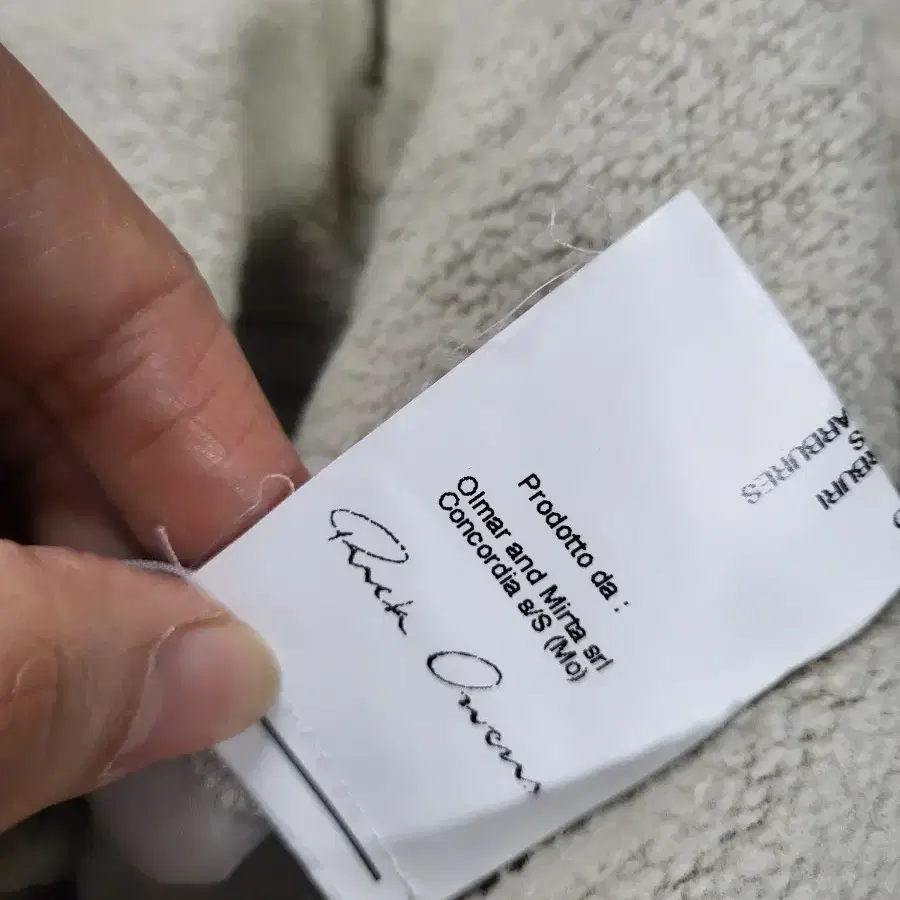 Prodotto da :
Olmar and Mirta srl
Concordia s/S (Mo)
Rick Owens